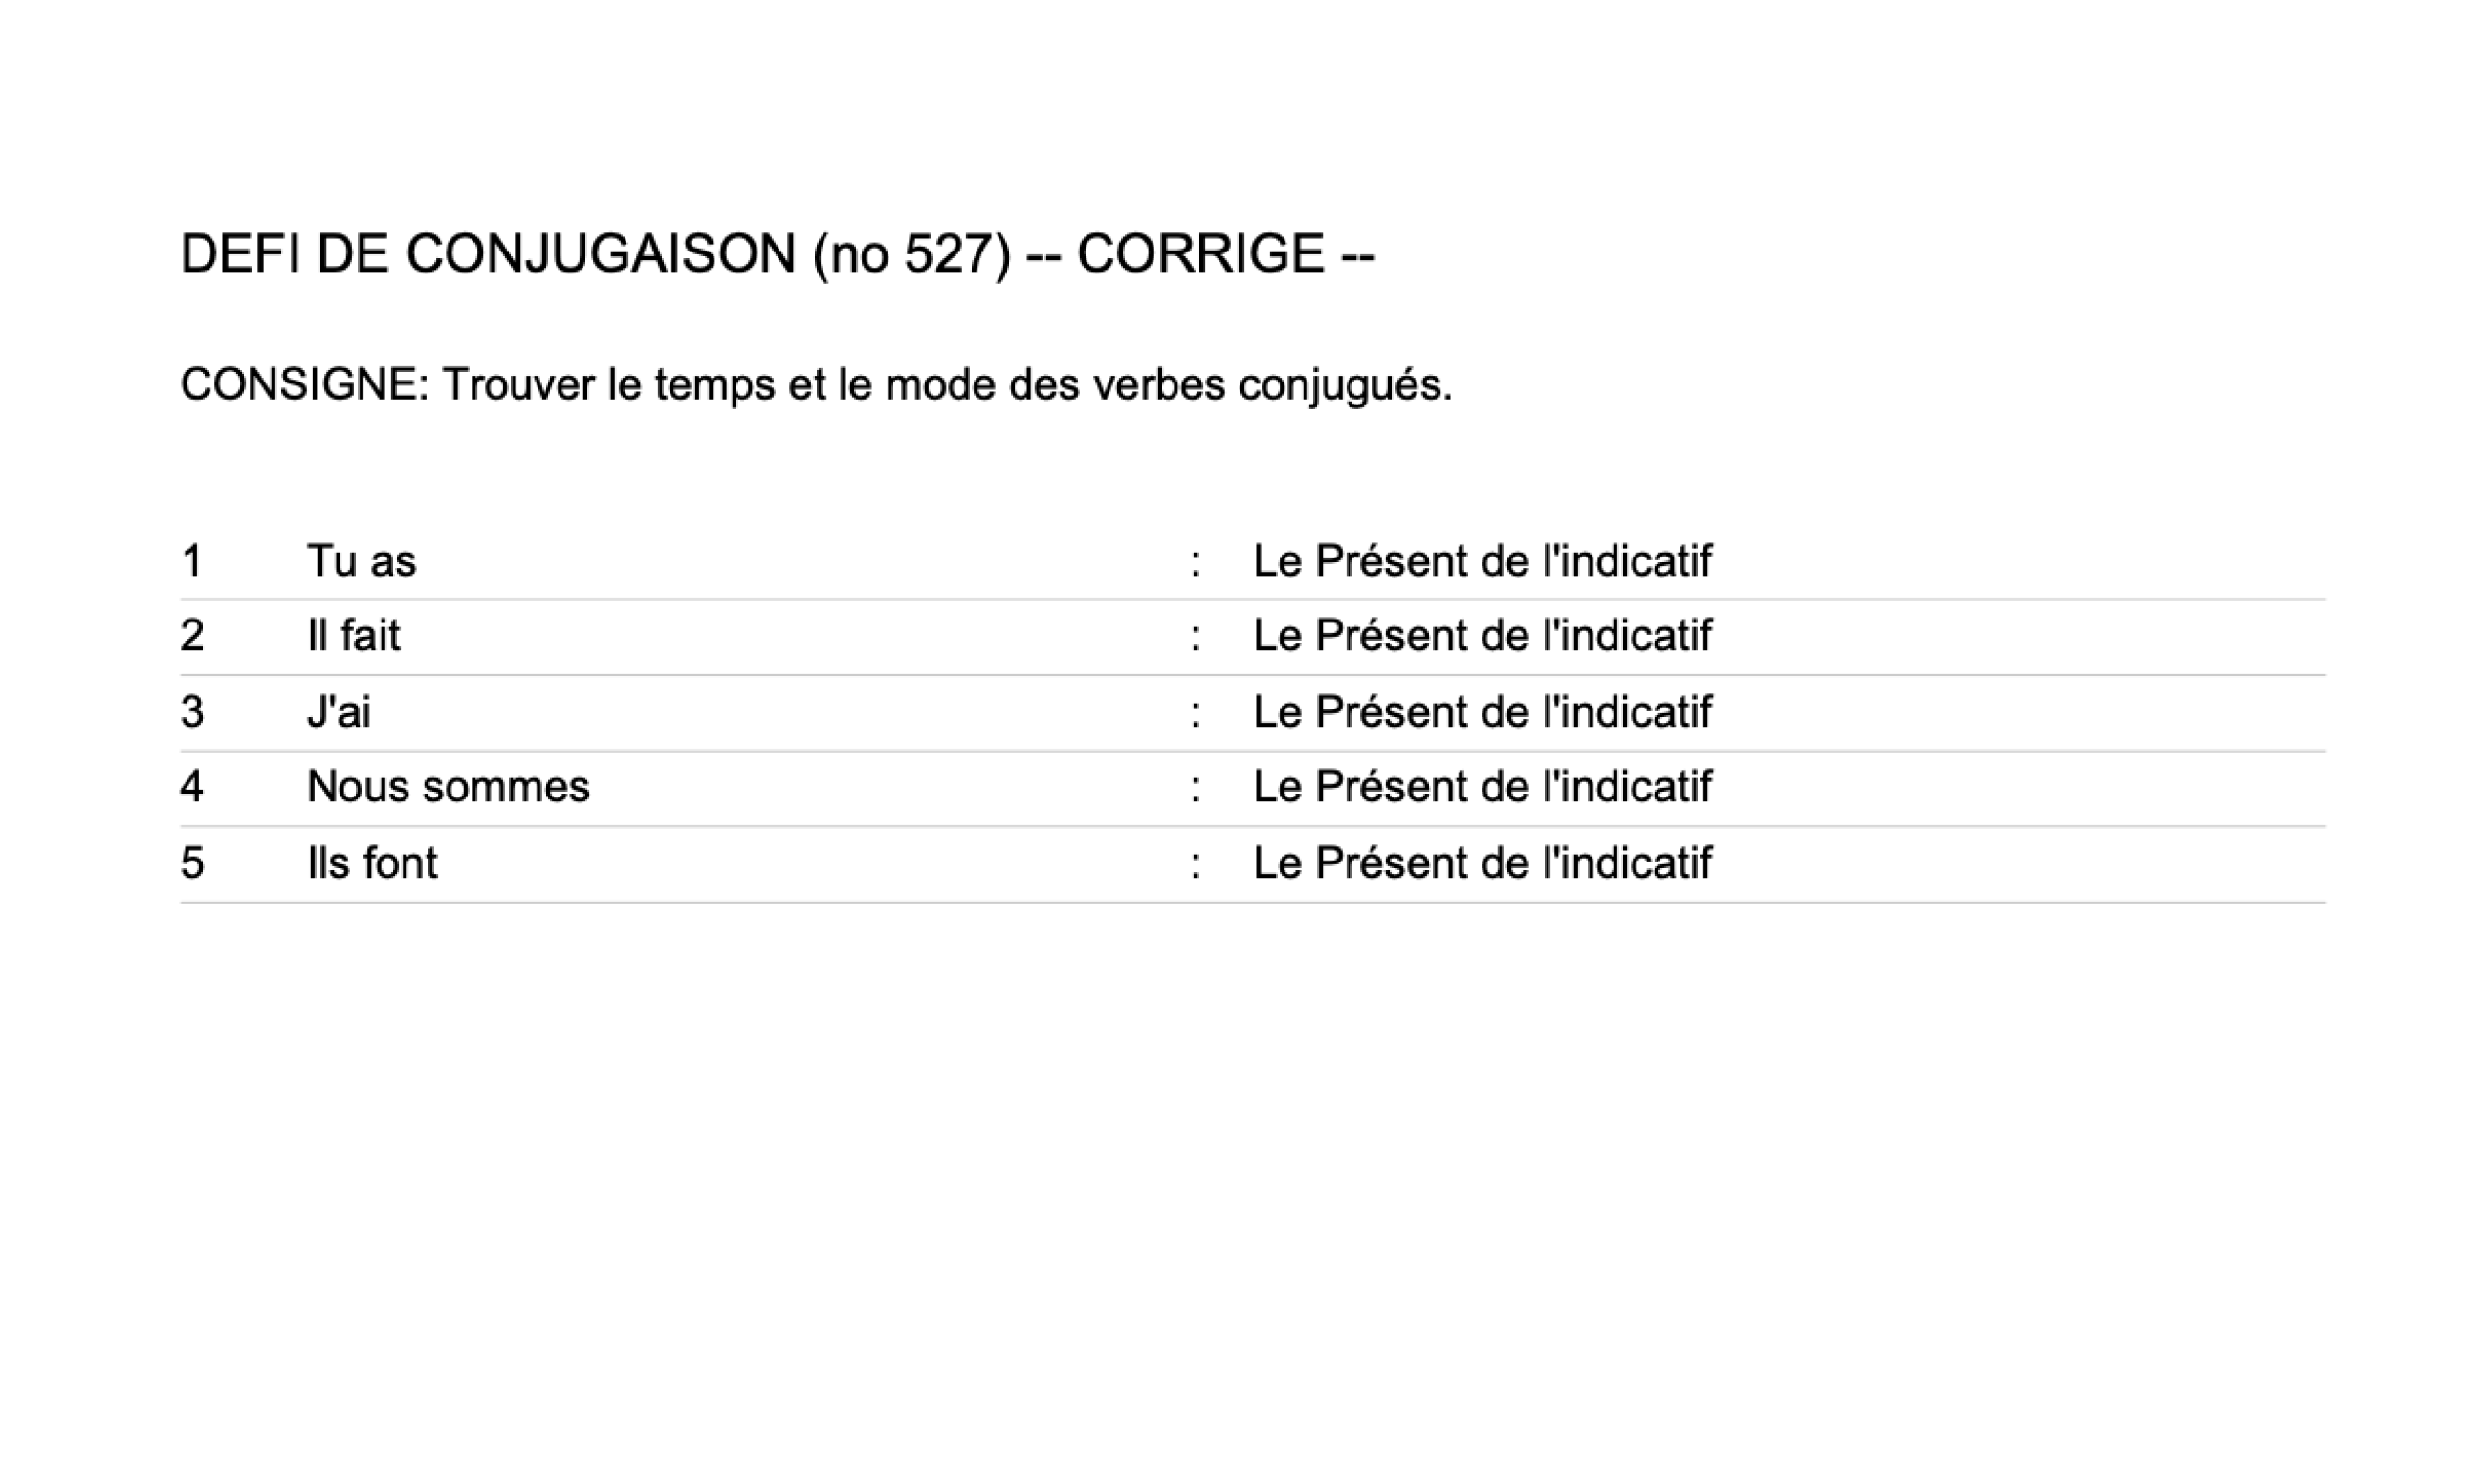 DEFI DE CONJUGAISON (no 527) -- CORRIGE --
CONSIGNE: Trouver le temps et le mode des verbes conjugués.
1 Tu as : Le Présent de l'indicatif
2 Il fait : Le Présent de l'indicatif
3 J'ai : Le Présent de l'indicatif
4 Nous sommes : Le Présent de l'indicatif
5 Ils font : Le Présent de l'indicatif